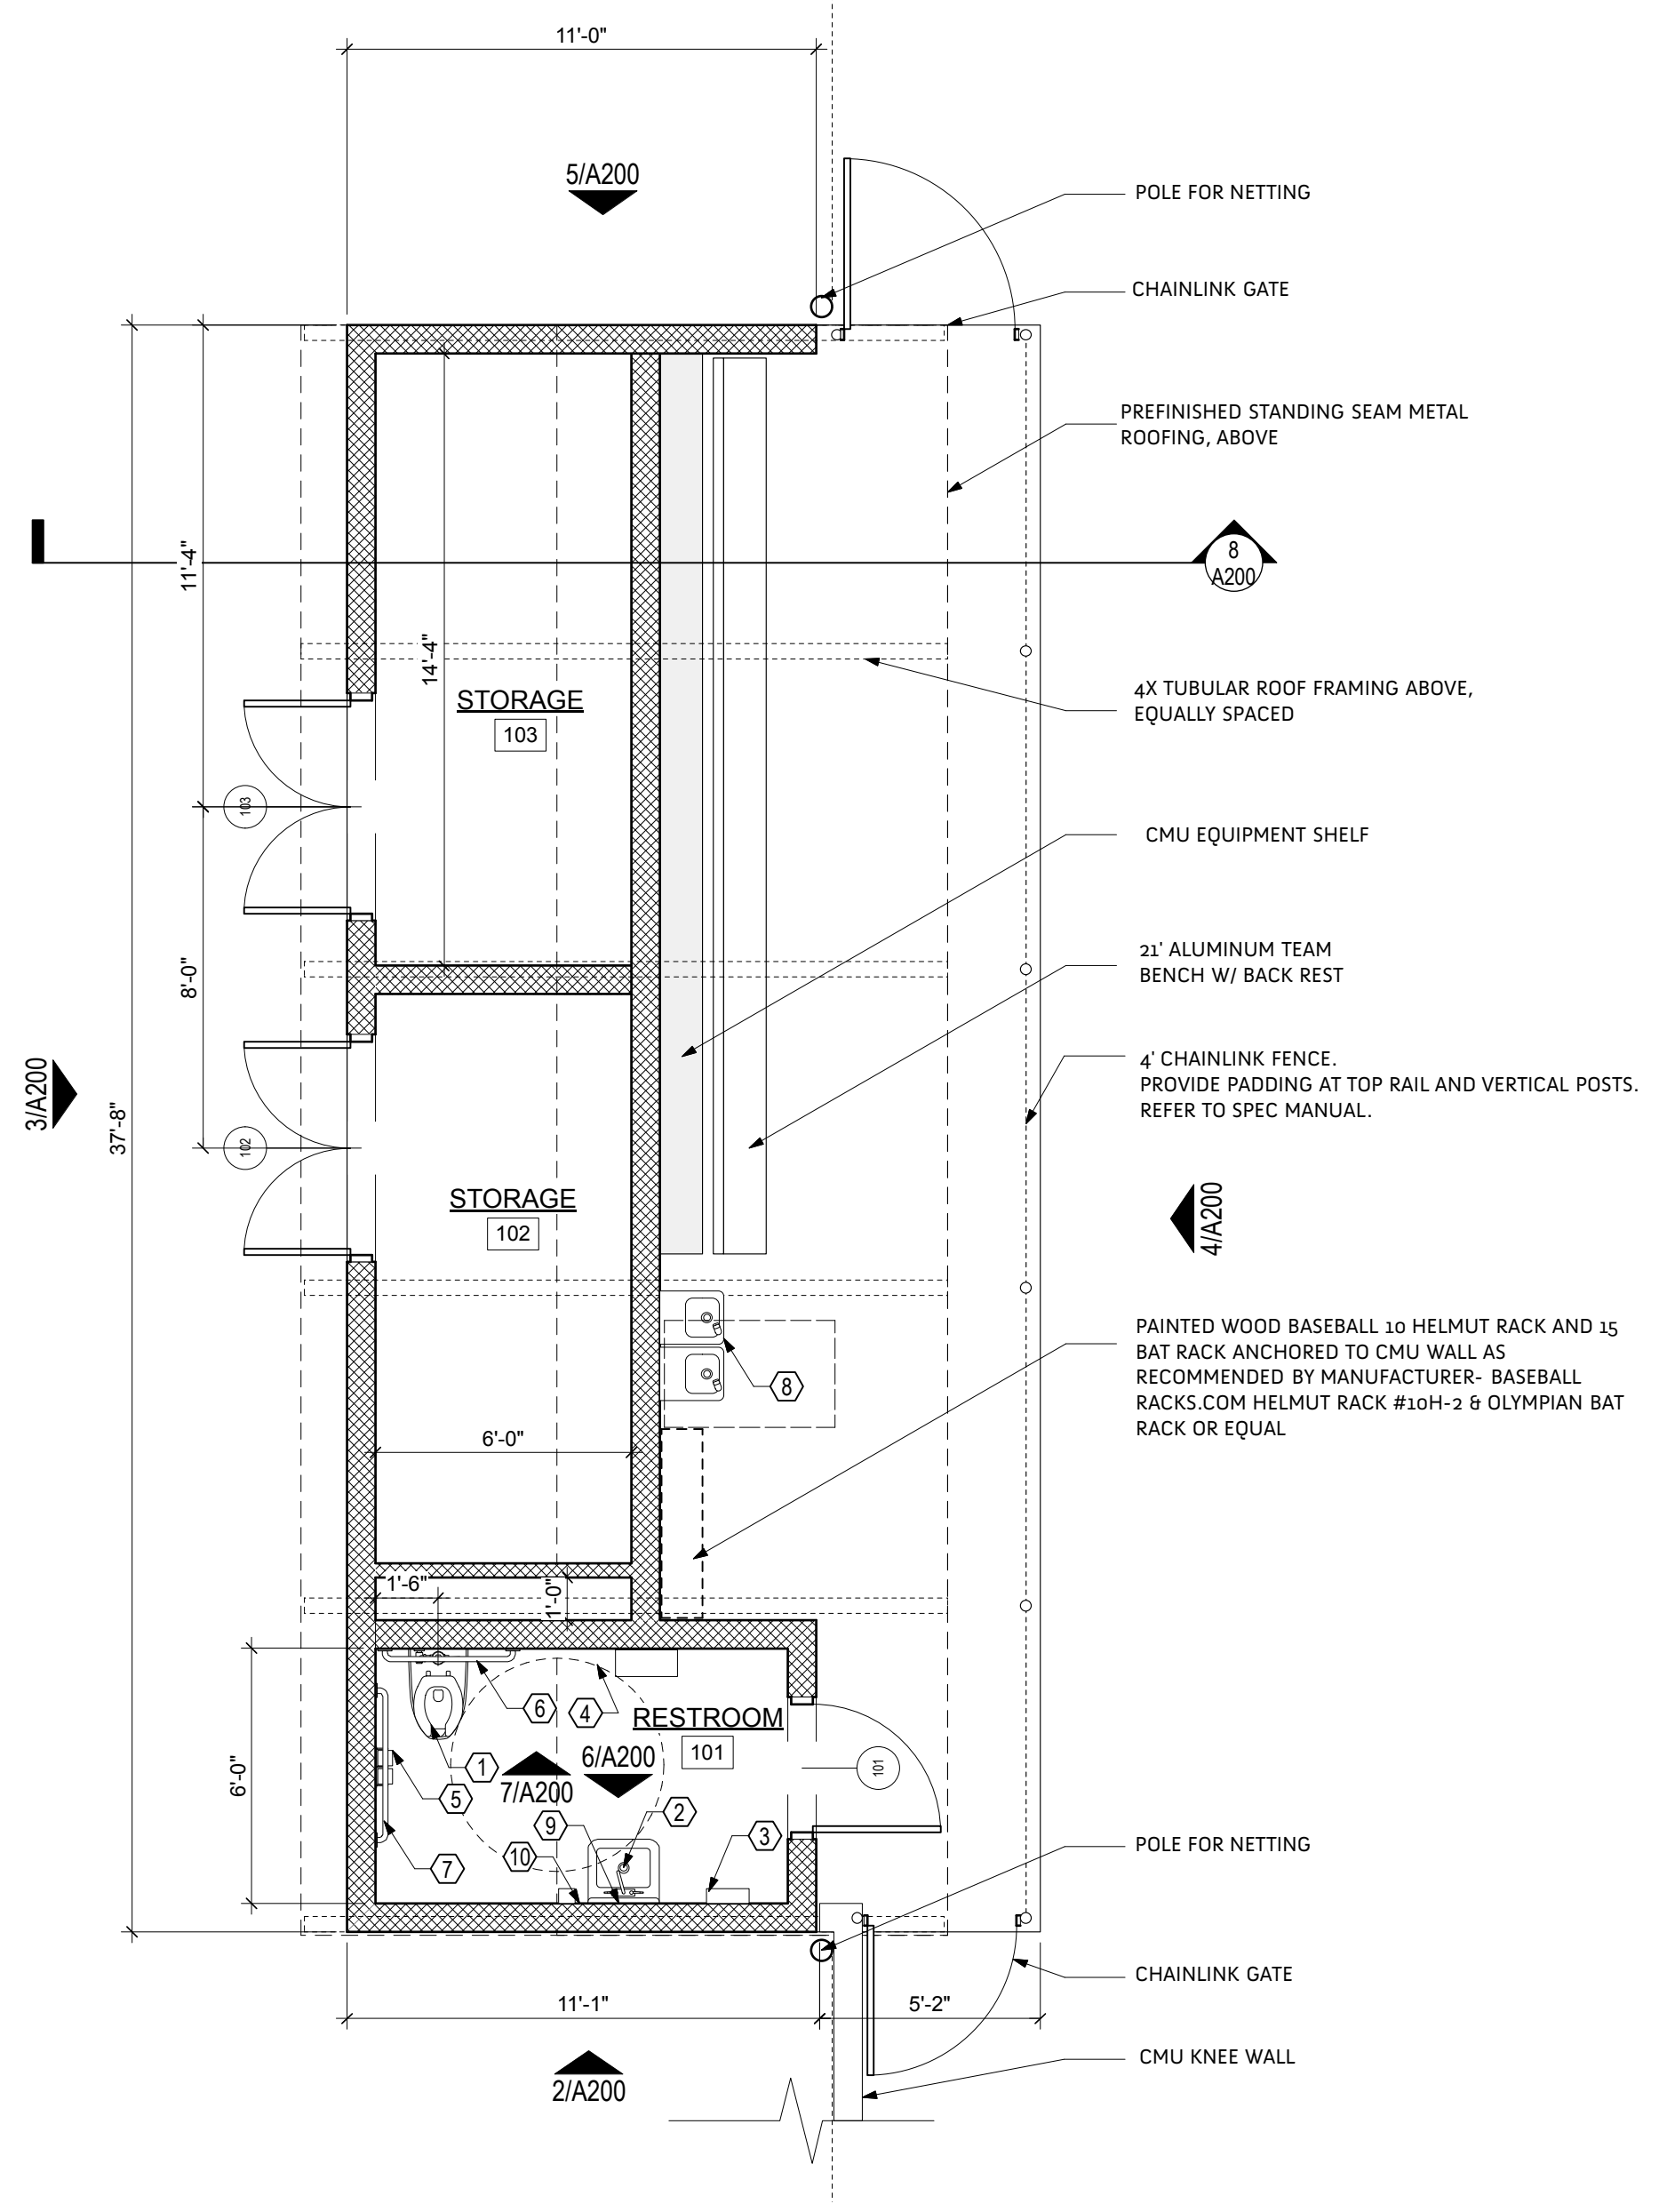 11'-0"
5/A200
POLE FOR NETTING
CHAINLINK GATE
PREFINISHED STANDING SEAM METAL
ROOFING, ABOVE
11'-4"
8
A200
14'-4"
STORAGE
103
4X TUBULAR ROOF FRAMING ABOVE,
EQUALLY SPACED
103
CMU EQUIPMENT SHELF
8'-0"
21' ALUMINUM TEAM
BENCH W/ BACK REST
3/A200
37'-8"
4' CHAINLINK FENCE.
PROVIDE PADDING AT TOP RAIL AND VERTICAL POSTS.
REFER TO SPEC MANUAL.
102
STORAGE
102
4/A200
PAINTED WOOD BASEBALL 10 HELMUT RACK AND 15
BAT RACK ANCHORED TO CMU WALL AS
RECOMMENDED BY MANUFACTURER- BASEBALL
RACKS.COM HELMUT RACK #10H-2 & OLYMPIAN BAT
RACK OR EQUAL
8
6'-0"
1'-6"
1'-0"
6
4
RESTROOM
101
6'-0"
1
7/A200
6/A200
101
5
9
2
3
7
10
POLE FOR NETTING
11'-1"
5'-2"
CHAINLINK GATE
2/A200
CMU KNEE WALL